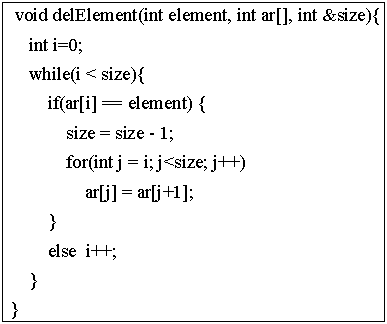 void delElement(int element, int ar[], int &size){
int i=0;
while(i < size){
if(ar[i] == element) {
size = size - 1;
for(int j = i; j<size; j++)
ar[j] = ar[j+1];
}
else i++;
}
}